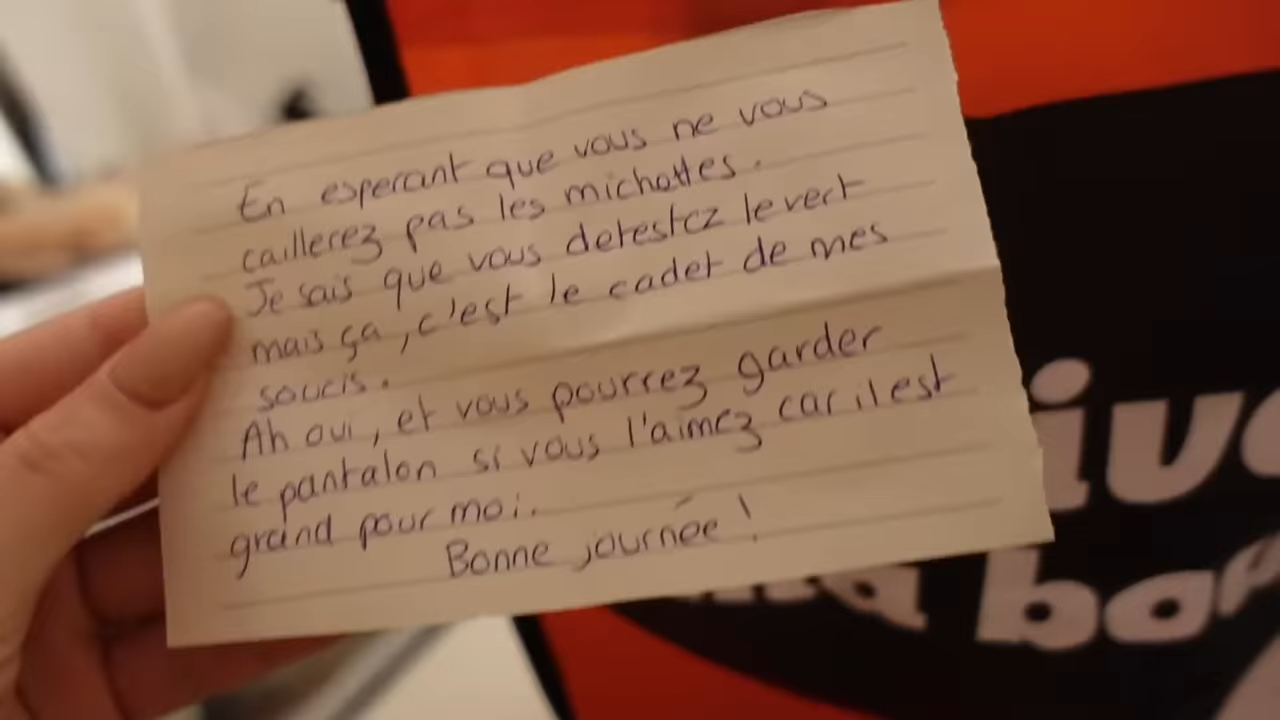 En esperant que vous ne vous
caillerez pas les michottes.
Je sais que vous detestez le vert
mais ça, c'est le cadet de mes
soucis.
Ah oui, et vous pourrez garder
le pantalon si vous l'aimez car il est
grand pour moi.
Bonne journée !